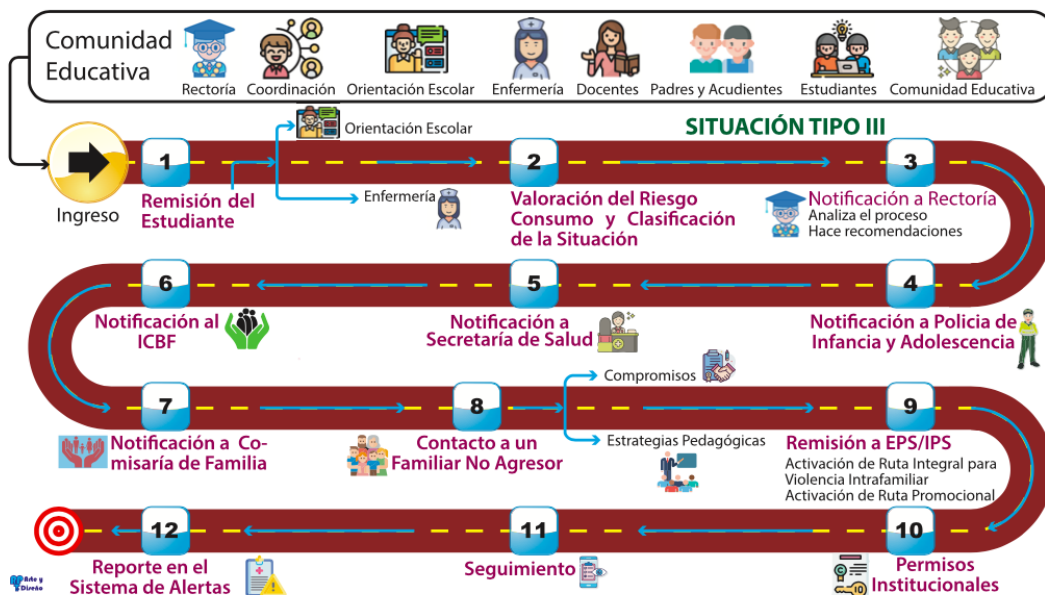 Comunidad
Educativa
Rectoría
Coordinación
Orientación Escolar
Enfermería
Docentes
Padres y Acudientes
Estudiantes
Comunidad Educativa
Orientación Escolar
SITUACIÓN TIPO III
Ingreso
1
Remisión del
Estudiante
Enfermería
2
Valoración del Riesgo
Consumo y Clasificación
de la Situación
3
Notificación a Rectoría
Analiza el proceso
Hace recomendaciones
4
Notificación a Policia de
Infancia y Adolescencia
5
Notificación a
Secretaría de Salud
6
Notificación al
ICBF
7
Notificación a Co-
misaría de Familia
8
Contacto a un
Familiar No Agresor
Compromisos
Estrategias Pedagógicas
9
Remisión a EPS/IPS
Activación de Ruta Integral para
Violencia Intrafamiliar
Activación de Ruta Promocional
10
Permisos
Institucionales
11
Seguimiento
12
Reporte en el
Sistema de Alertas
Arte y
Diseño